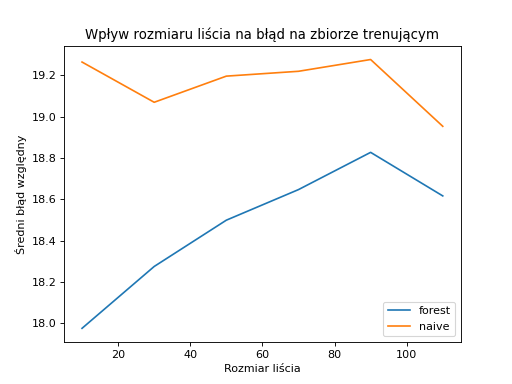 Wpływ rozmiaru liścia na błąd na zbiorze trenującym
Średni błąd względny
19.2
19.0
18.8
18.6
18.4
18.2
18.0
20
40
60
80
100
Rozmiar liścia
forest
naive